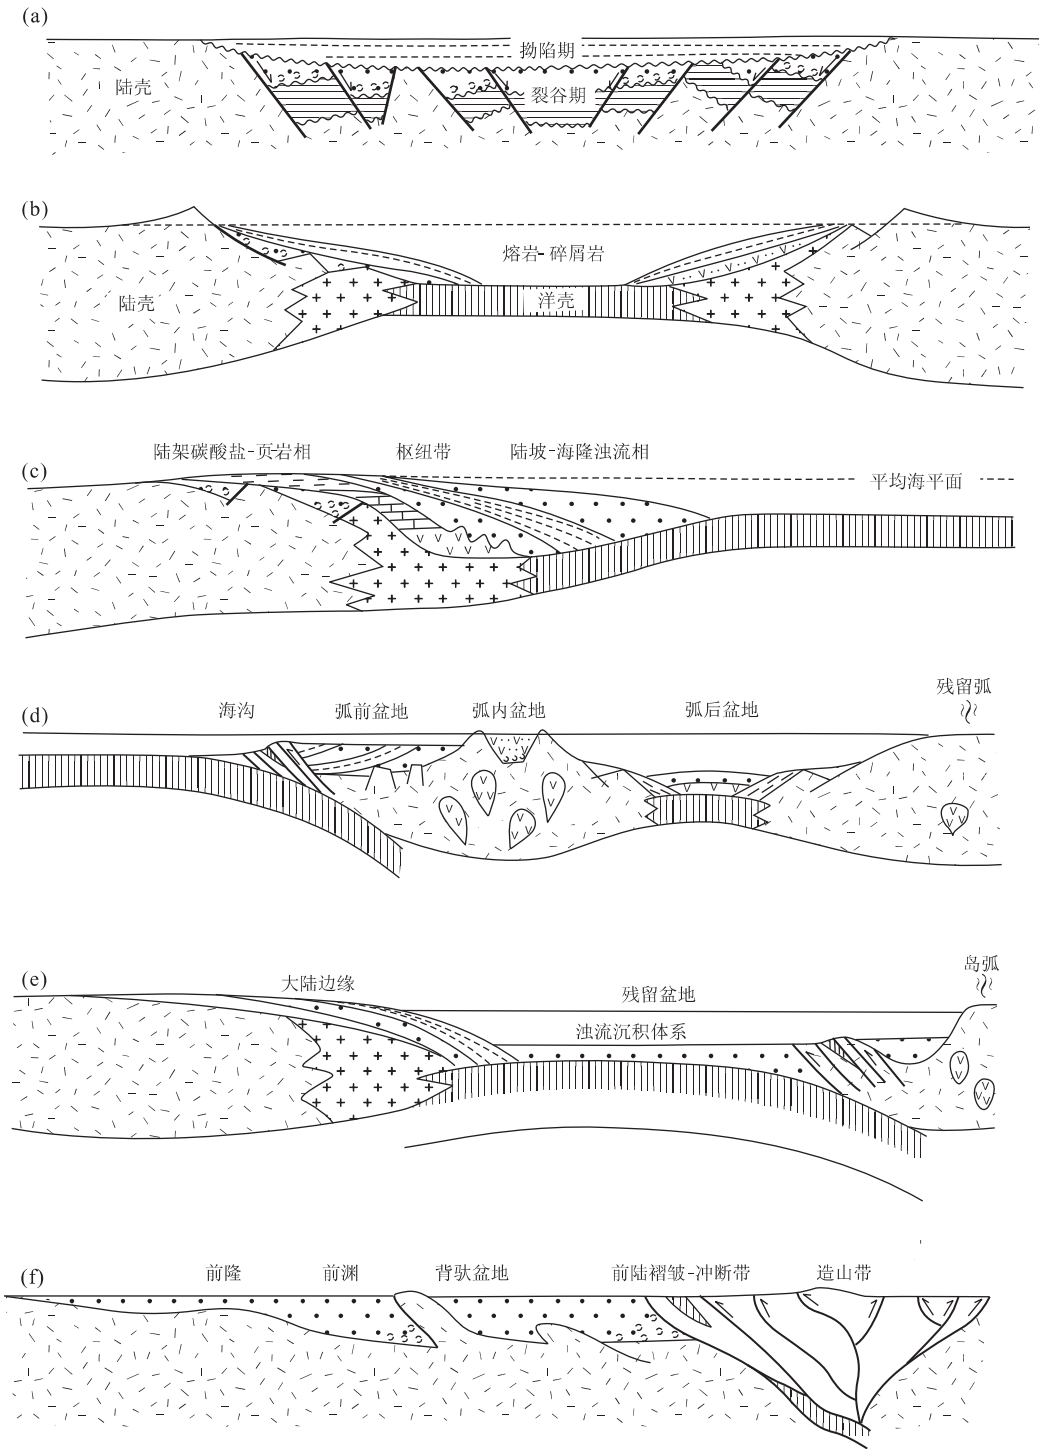 (a)
拗陷期
陆壳
裂谷期
(b)
熔岩-碎屑岩
陆壳
洋壳
陆架碳酸盐-页岩相 枢纽带 陆坡-海隆浊流相
(c)
平均海平面
残留弧
(d)
海沟 弧前盆地 弧内盆地 弧后盆地
岛弧
(e)
大陆边缘
残留盆地
浊流沉积体系
(f)
前隆 前渊 背驮盆地 前陆褶皱-冲断带 造山带